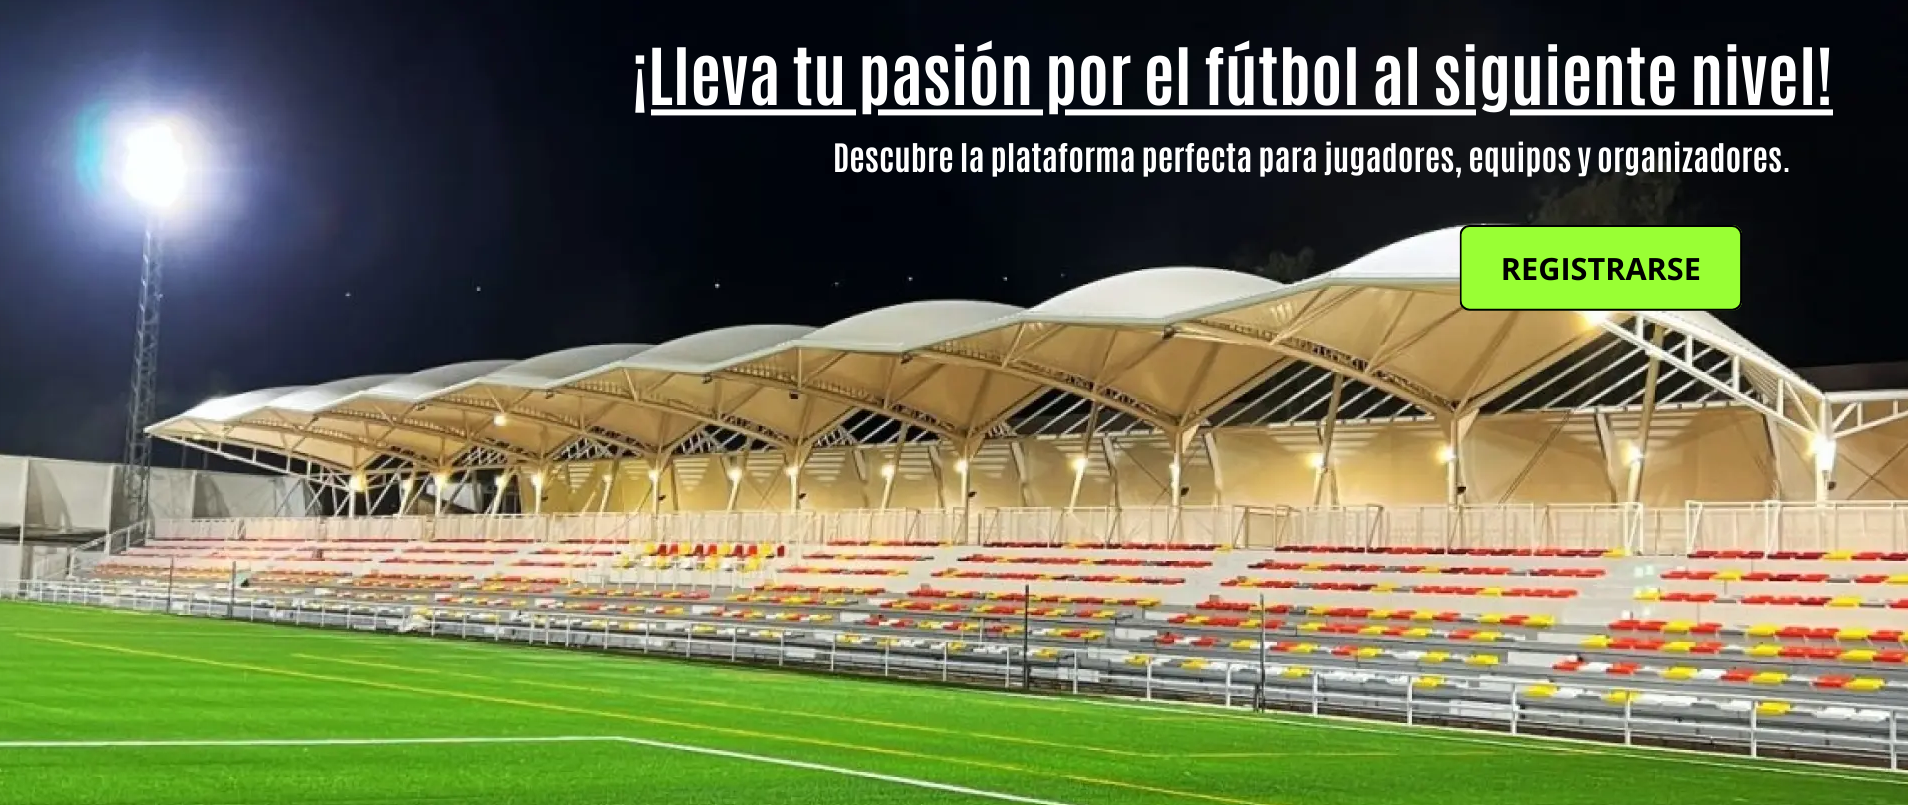 ¡Lleva tu pasión por el fútbol al siguiente nivel!
Descubre la plataforma perfecta para jugadores, equipos y organizadores.
REGISTRARSE